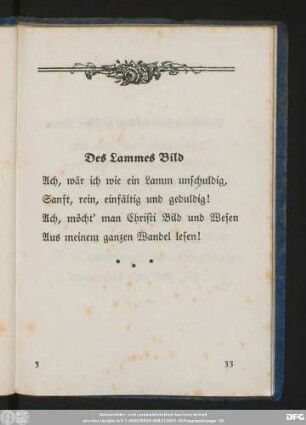 Des Lammes Bild
Ach, wär ich wie ein Lamm unschuldig,
Sanft, rein, einfältig und geduldig!
Ach, möcht' man Christi Bild und Wesen
Aus meinem ganzen Wandel lesen!
* * *
3 33
DFG